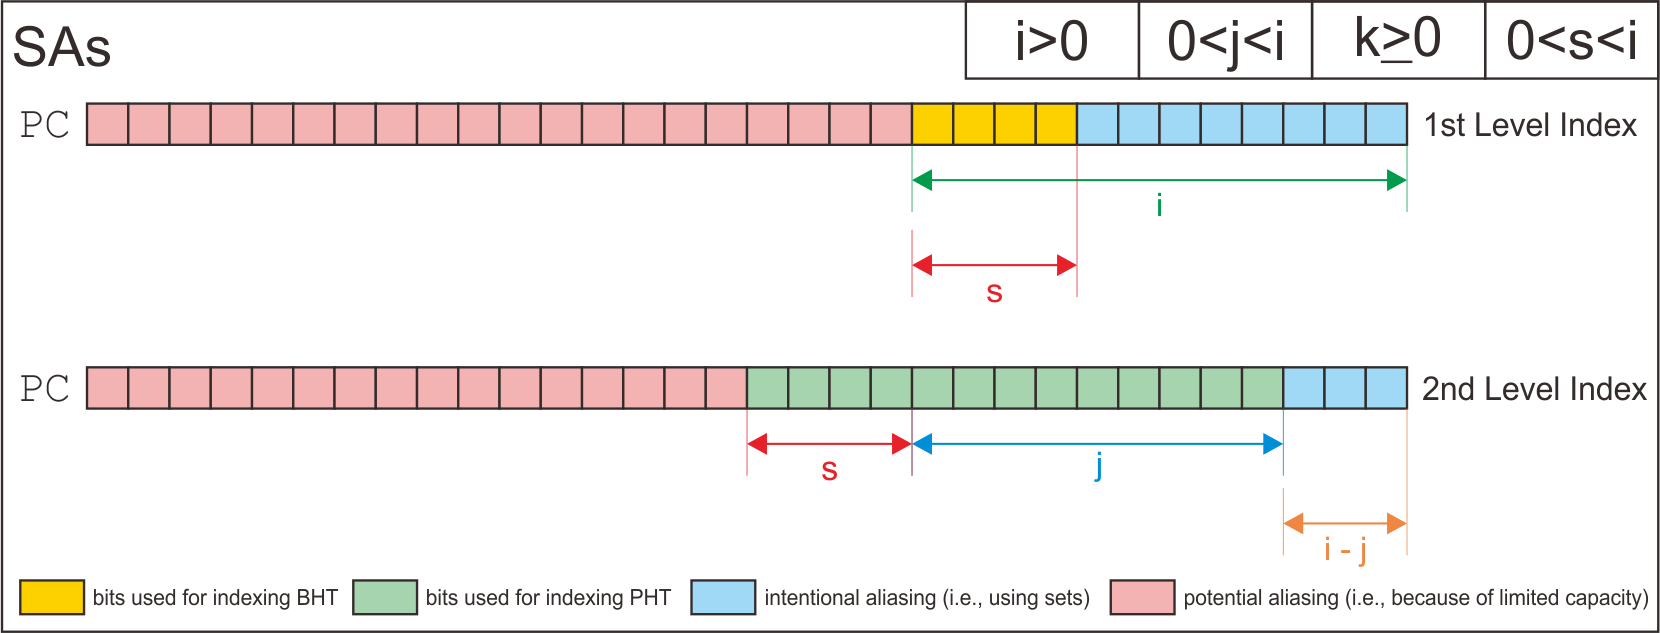 SAs
i>0 0<j<i k≥0 0<s<i
PC 1st Level Index
i
s
PC 2nd Level Index
s j
i - j
bits used for indexing BHT bits used for indexing PHT intentional aliasing (i.e., using sets) potential aliasing (i.e., because of limited capacity)